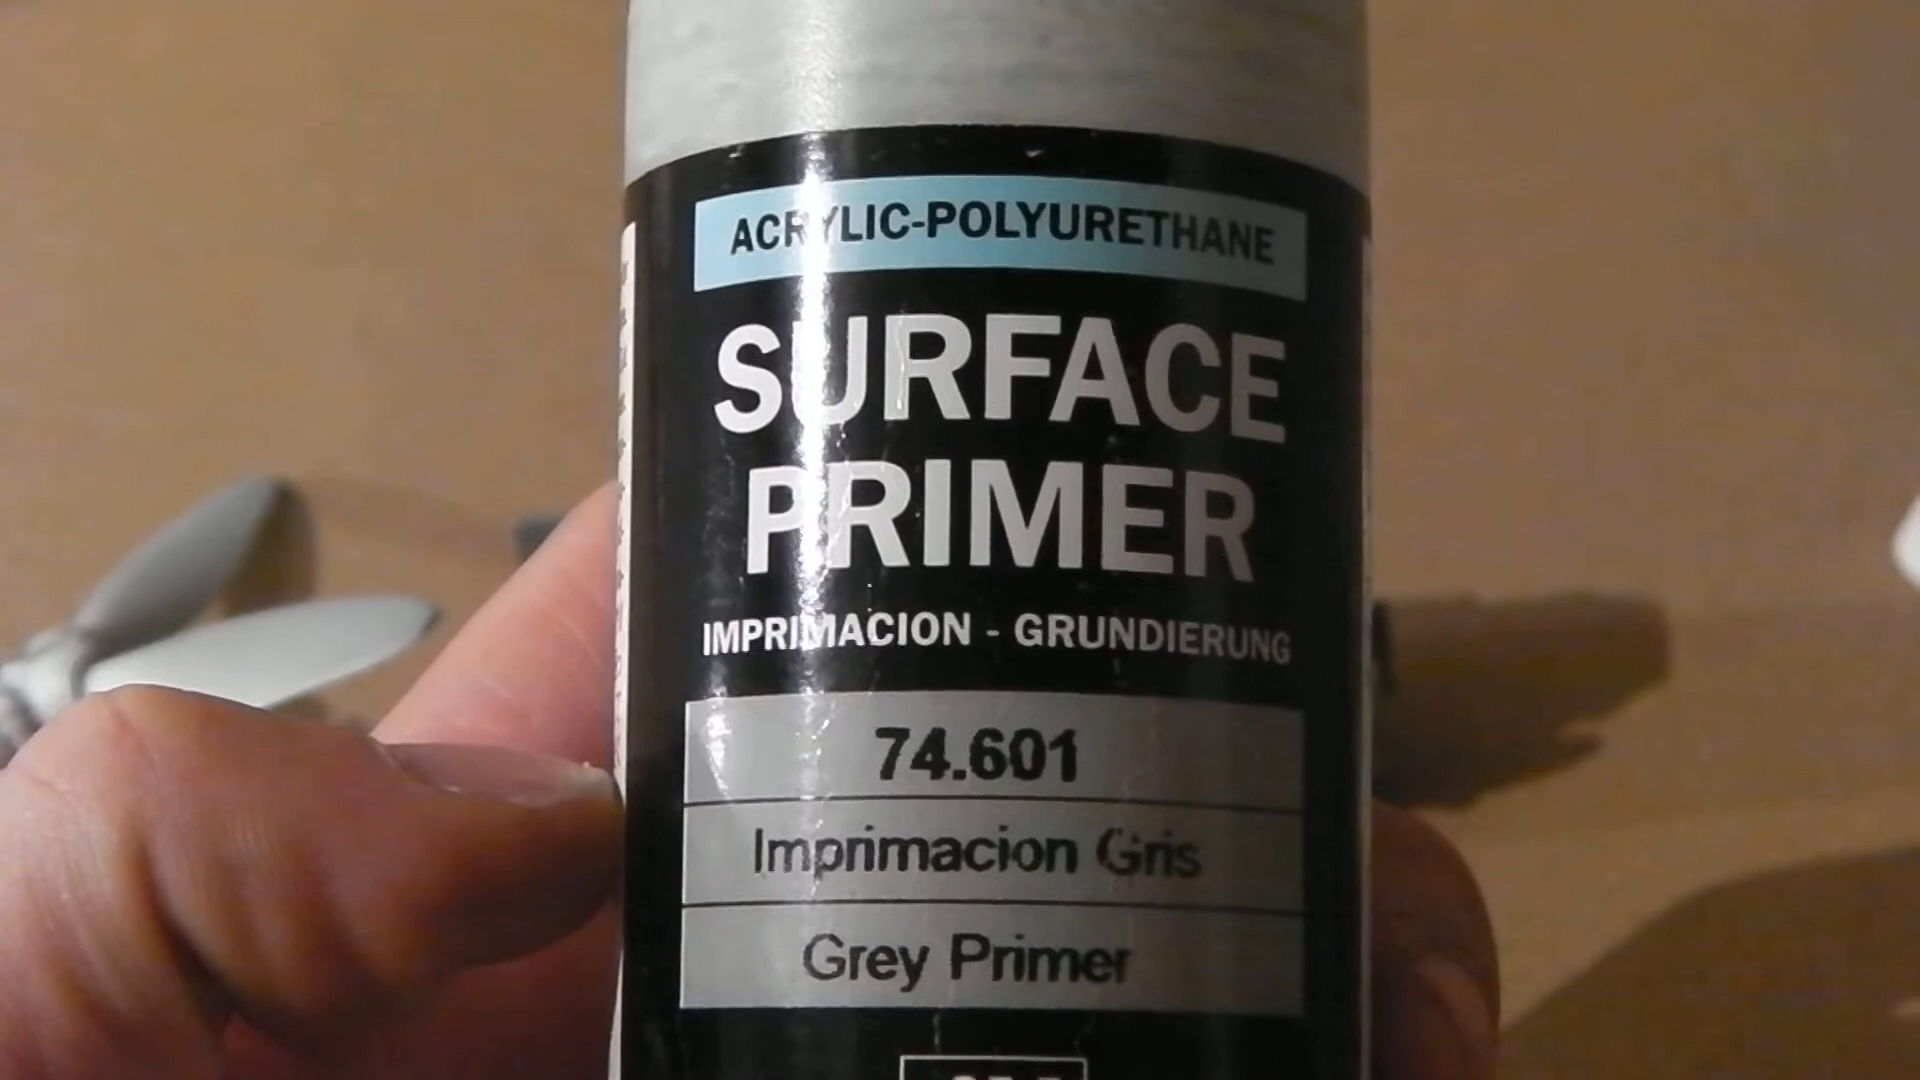 ACRYLIC-POLYURETHANE
SURFACE
PRIMER
IMPRIMACION - GRUNDIERUNG
74.601
Imprimacion Gris
Grey Primer